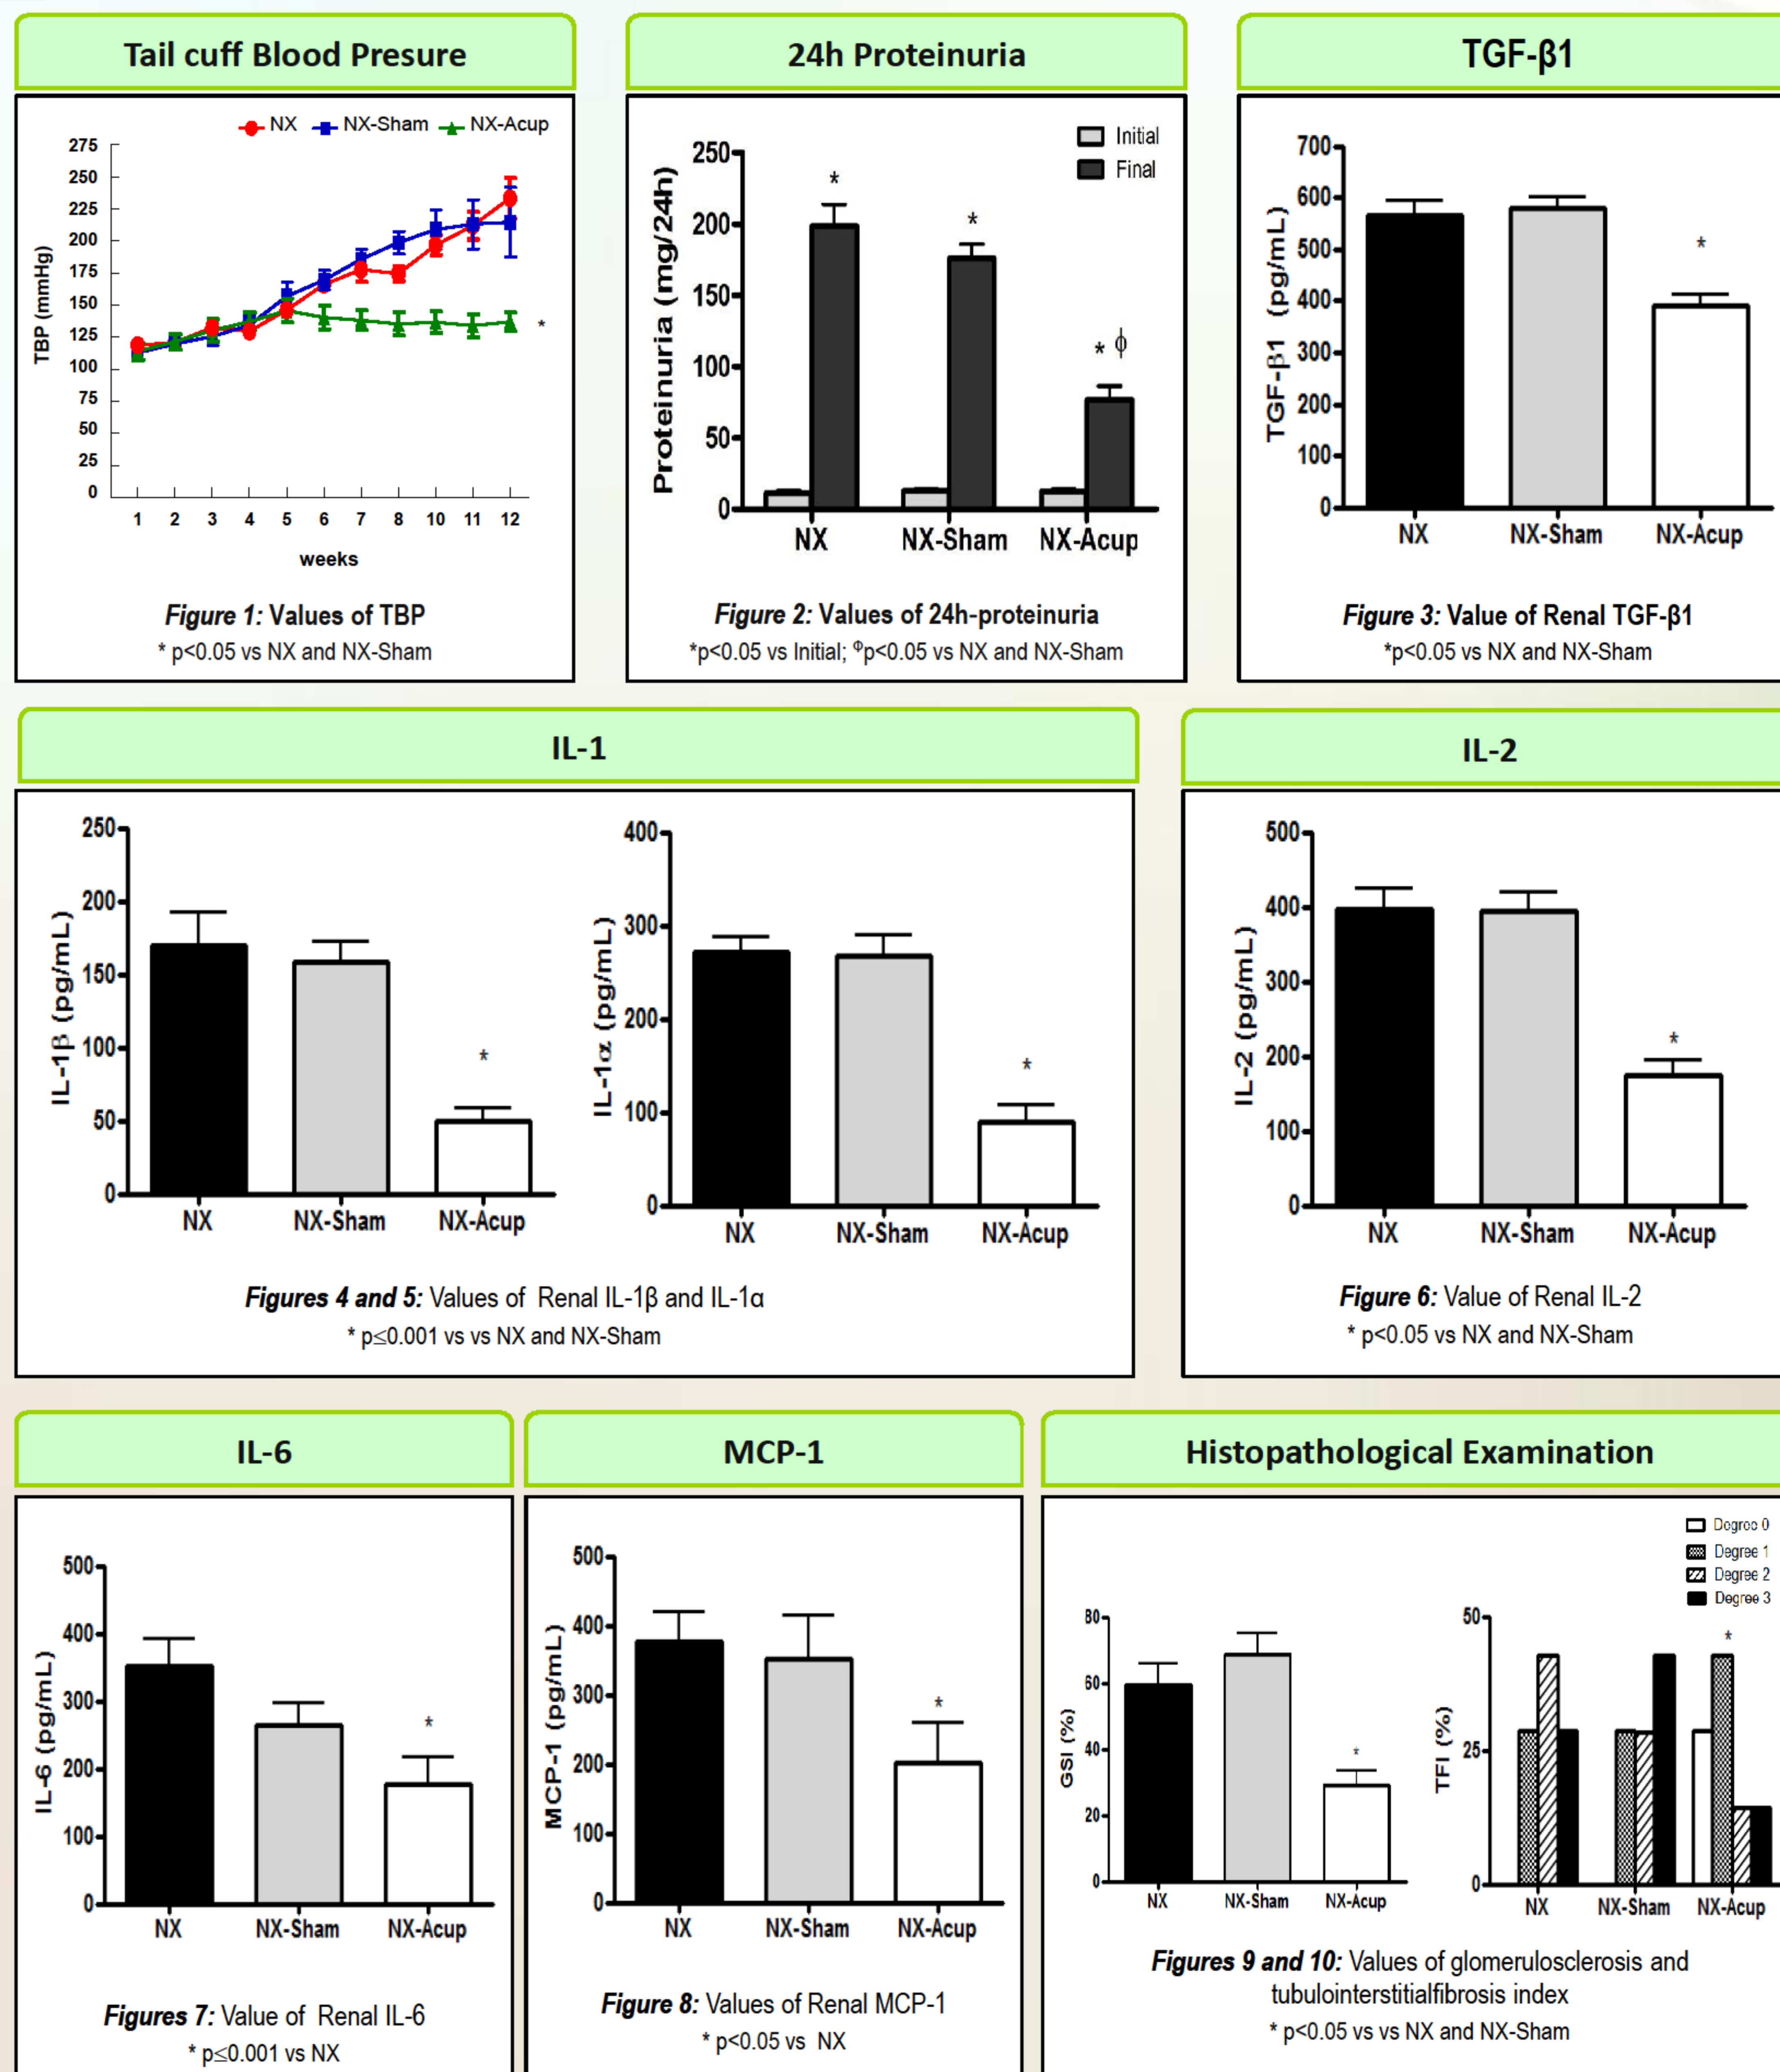 Tail cuff Blood Presure
NX NX-Sham NX-Acup
TBP (mmHg)
275
250
225
200
175
150
125
100
75
50
25
0
1 2 3 4 5 6 7 8 10 11 12
weeks
*
Figure 1: Values of TBP
* p<0.05 vs NX and NX-Sham
24h Proteinuria
Initial
Final
Proteinuria (mg/24h)
250
200
150
100
50
0
*
*
* ϕ
NX NX-Sham NX-Acup
Figure 2: Values of 24h-proteinuria
*p<0.05 vs Initial; Φp<0.05 vs NX and NX-Sham
TGF-β1
TGF-β1 (pg/mL)
700
600
500
400
300
200
100
0
*
NX NX-Sham NX-Acup
Figure 3: Value of Renal TGF-β1
*p<0.05 vs NX and NX-Sham
IL-1
IL-1β (pg/mL)
250
200
150
100
50
0
*
NX NX-Sham NX-Acup
IL-1α (pg/mL)
400
300
200
100
0
*
NX NX-Sham NX-Acup
Figures 4 and 5: Values of Renal IL-1β and IL-1α
* p≤0.001 vs vs NX and NX-Sham
IL-2
IL-2 (pg/mL)
500
400
300
200
100
0
*
NX NX-Sham NX-Acup
Figure 6: Value of Renal IL-2
* p<0.05 vs NX and NX-Sham
IL-6
IL-6 (pg/mL)
500
400
300
200
100
0
*
NX NX-Sham NX-Acup
Figures 7: Value of Renal IL-6
* p≤0.001 vs NX
MCP-1
MCP-1 (pg/mL)
500
400
300
200
100
0
*
NX NX-Sham NX-Acup
Figure 8: Values of Renal MCP-1
* p<0.05 vs NX
Histopathological Examination
GSI (%)
80
60
40
20
0
*
NX NX-Sham NX-Acup
Degree 0
Degree 1
Degree 2
Degree 3
TFI (%)
50
25
0
*
NX NX-Sham NX-Acup
Figures 9 and 10: Values of glomerulosclerosis and
tubulointerstitialfibrosis index
* p<0.05 vs vs NX and NX-Sham